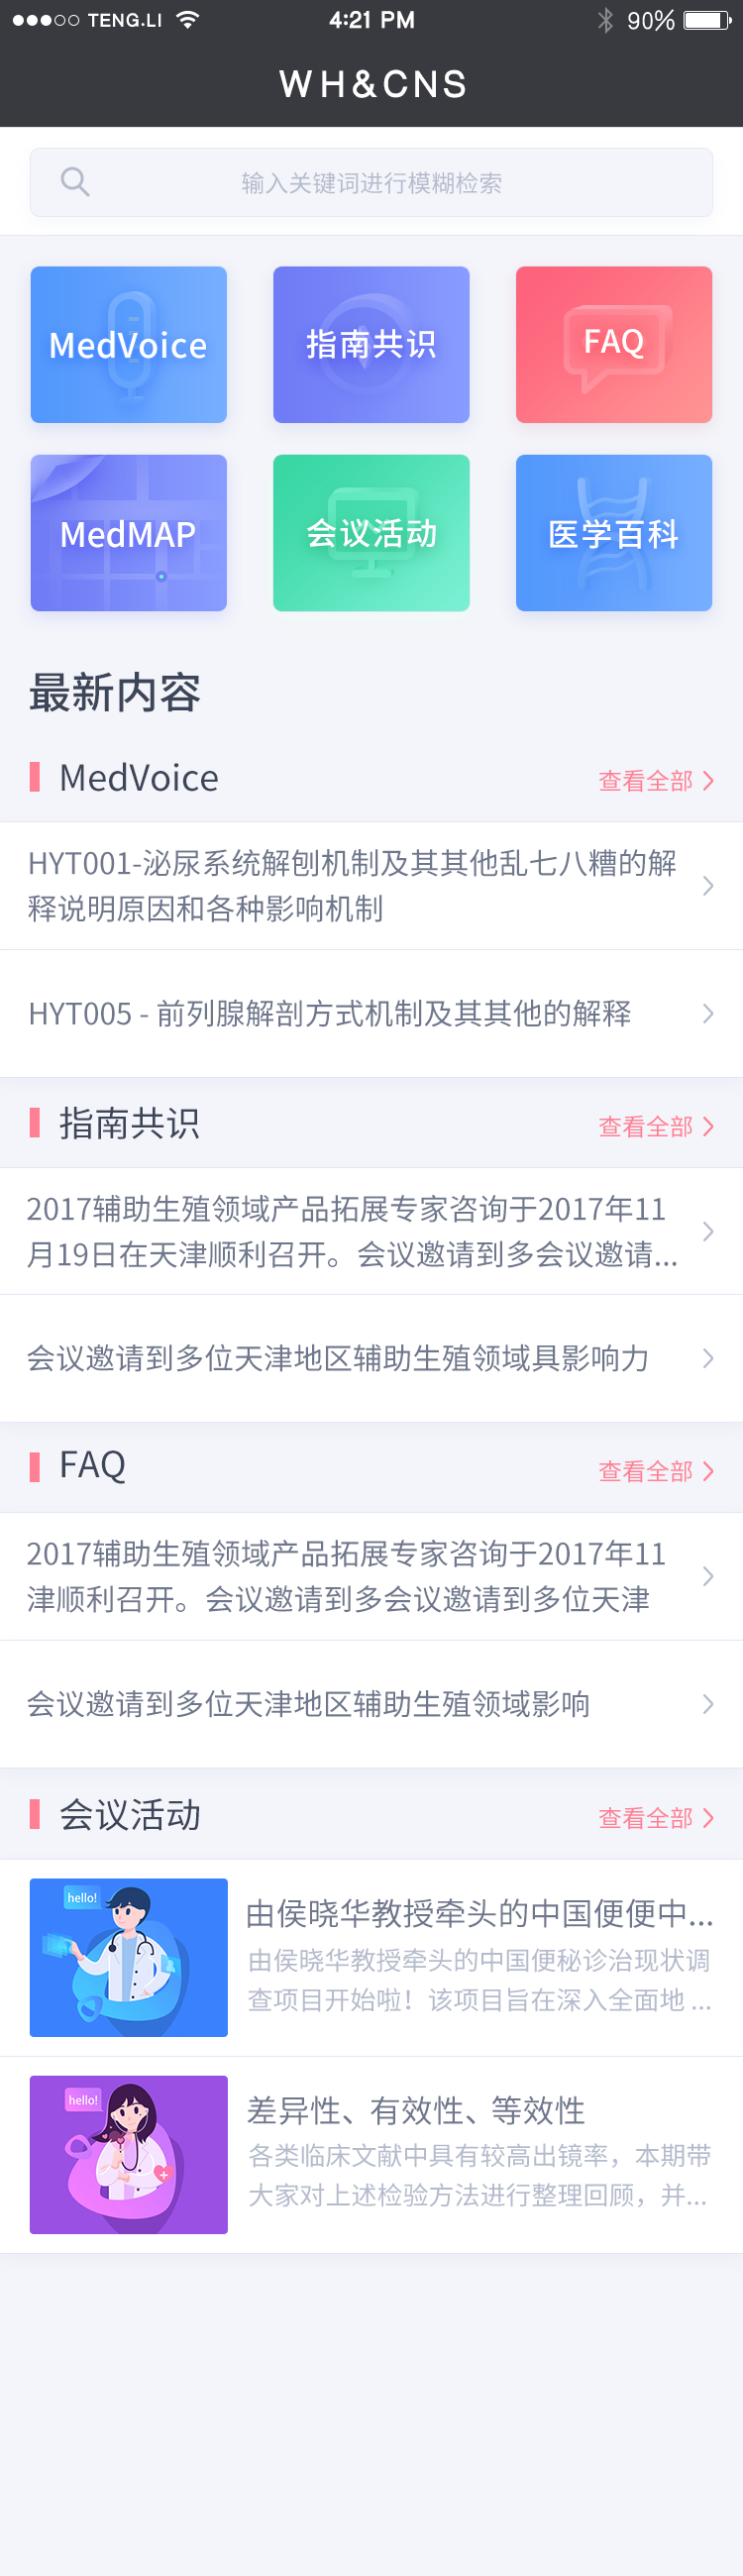 TENG.LI
4:21 PM
90%
WH&CNS
输入关键词进行模糊检索
MedVoice
指南共识
FAQ
MedMAP
会议活动
医学百科
最新内容
MedVoice
查看全部
HYT001-泌尿系统解刨机制及其其他乱七八糟的解
释说明原因和各种影响机制
HYT005 - 前列腺解剖方式机制及其其他的解释
指南共识
查看全部
2017辅助生殖领域产品拓展专家咨询于2017年11
月19日在天津顺利召开。会议邀请到多会议邀请...
会议邀请到多位天津地区辅助生殖领域具影响力
FAQ
查看全部
2017辅助生殖领域产品拓展专家咨询于2017年11
津顺利召开。会议邀请到多会议邀请到多位天津
会议邀请到多位天津地区辅助生殖领域影响
会议活动
查看全部
hello!
由侯晓华教授牵头的中国便便中...
由侯晓华教授牵头的中国便秘诊治现状调
查项目开始啦！该项目旨在深入全面地 ...
hello!
差异性、有效性、等效性
各类临床文献中具有较高出镜率，本期带
大家对上述检验方法进行整理回顾，并...